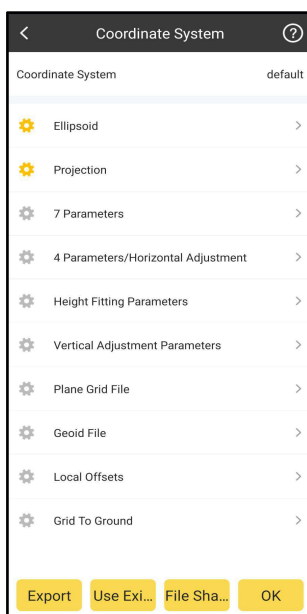 Coordinate System
Coordinate System default
Ellipsoid
Projection
7 Parameters
4 Parameters/Horizontal Adjustment
Height Fitting Parameters
Vertical Adjustment Parameters
Plane Grid File
Geoid File
Local Offsets
Grid To Ground
Export Use Exi... File Sha... OK